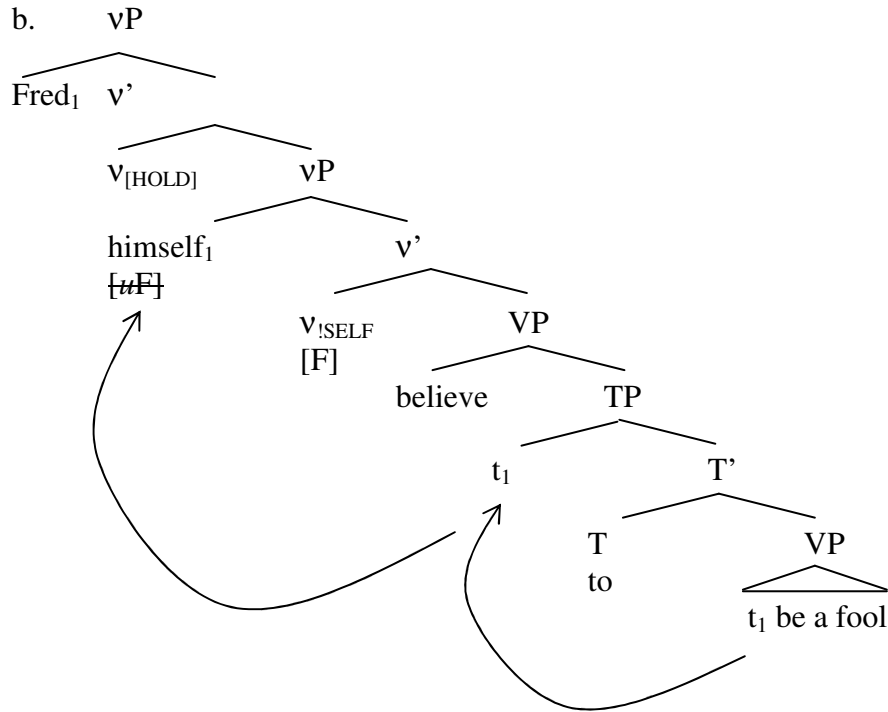 b. νP
Fred₁ ν’
ν[HOLD] νP
himself₁ ν’
[uF]
ν!SELF VP
[F]
believe TP
t₁ T’
T VP
to
t₁ be a fool